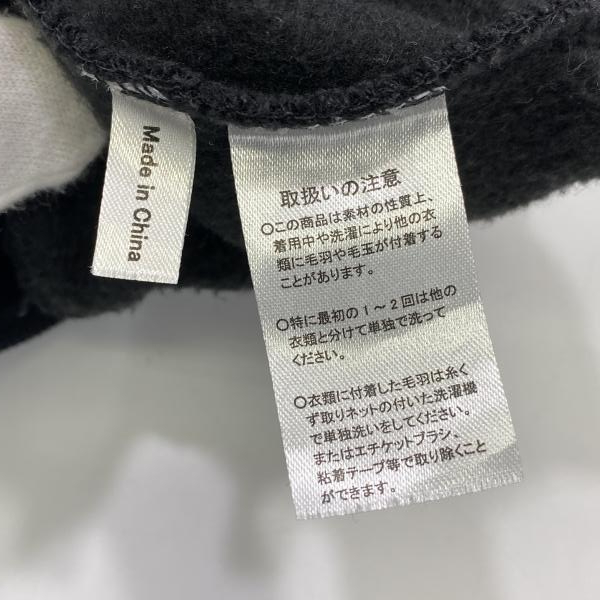 Made in China
取扱いの注意
○この商品は素材の性質上、
着用中や洗濯により他の衣
類に毛羽や毛玉が付着する
ことがあります。
○特に最初の1～2回は他の
衣類と分けて単独で洗って
ください。
○衣類に付着した毛羽は糸く
ず取りネットの付いた洗濯機
で単独洗いをしてください。
またはエチケットブラシ、
粘着テープ等で取り除くこと
ができます。